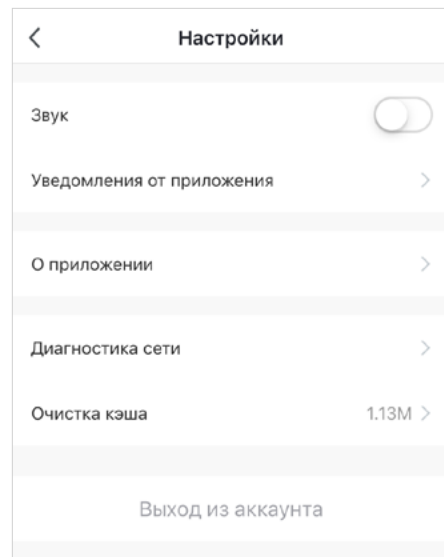 Настройки
Звук
Уведомления от приложения
О приложении
Диагностика сети
Очистка кэша 1.13M
Выход из аккаунта